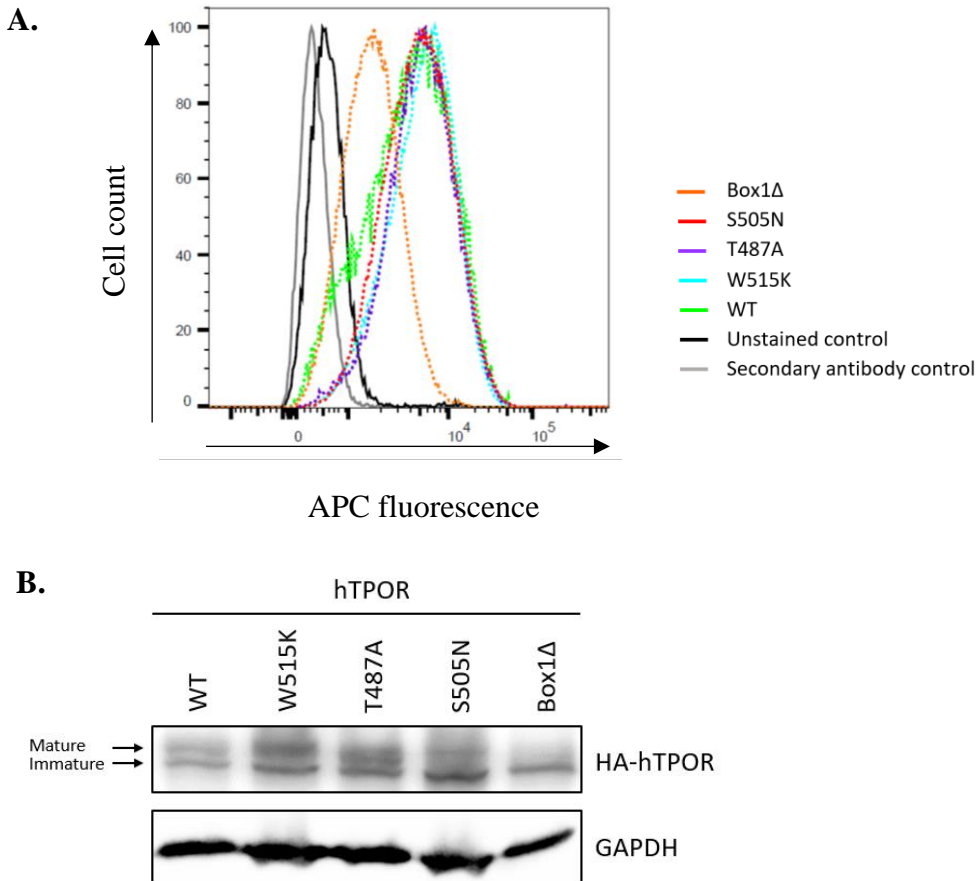 A.
100
80
60
40
20
0
Cell count
0 10⁴ 10⁵
APC fluorescence
Box1Δ
S505N
T487A
W515K
WT
Unstained control
Secondary antibody control
B.
hTPOR
WT W515K T487A S505N Box1Δ
Mature
Immature
HA-hTPOR
GAPDH